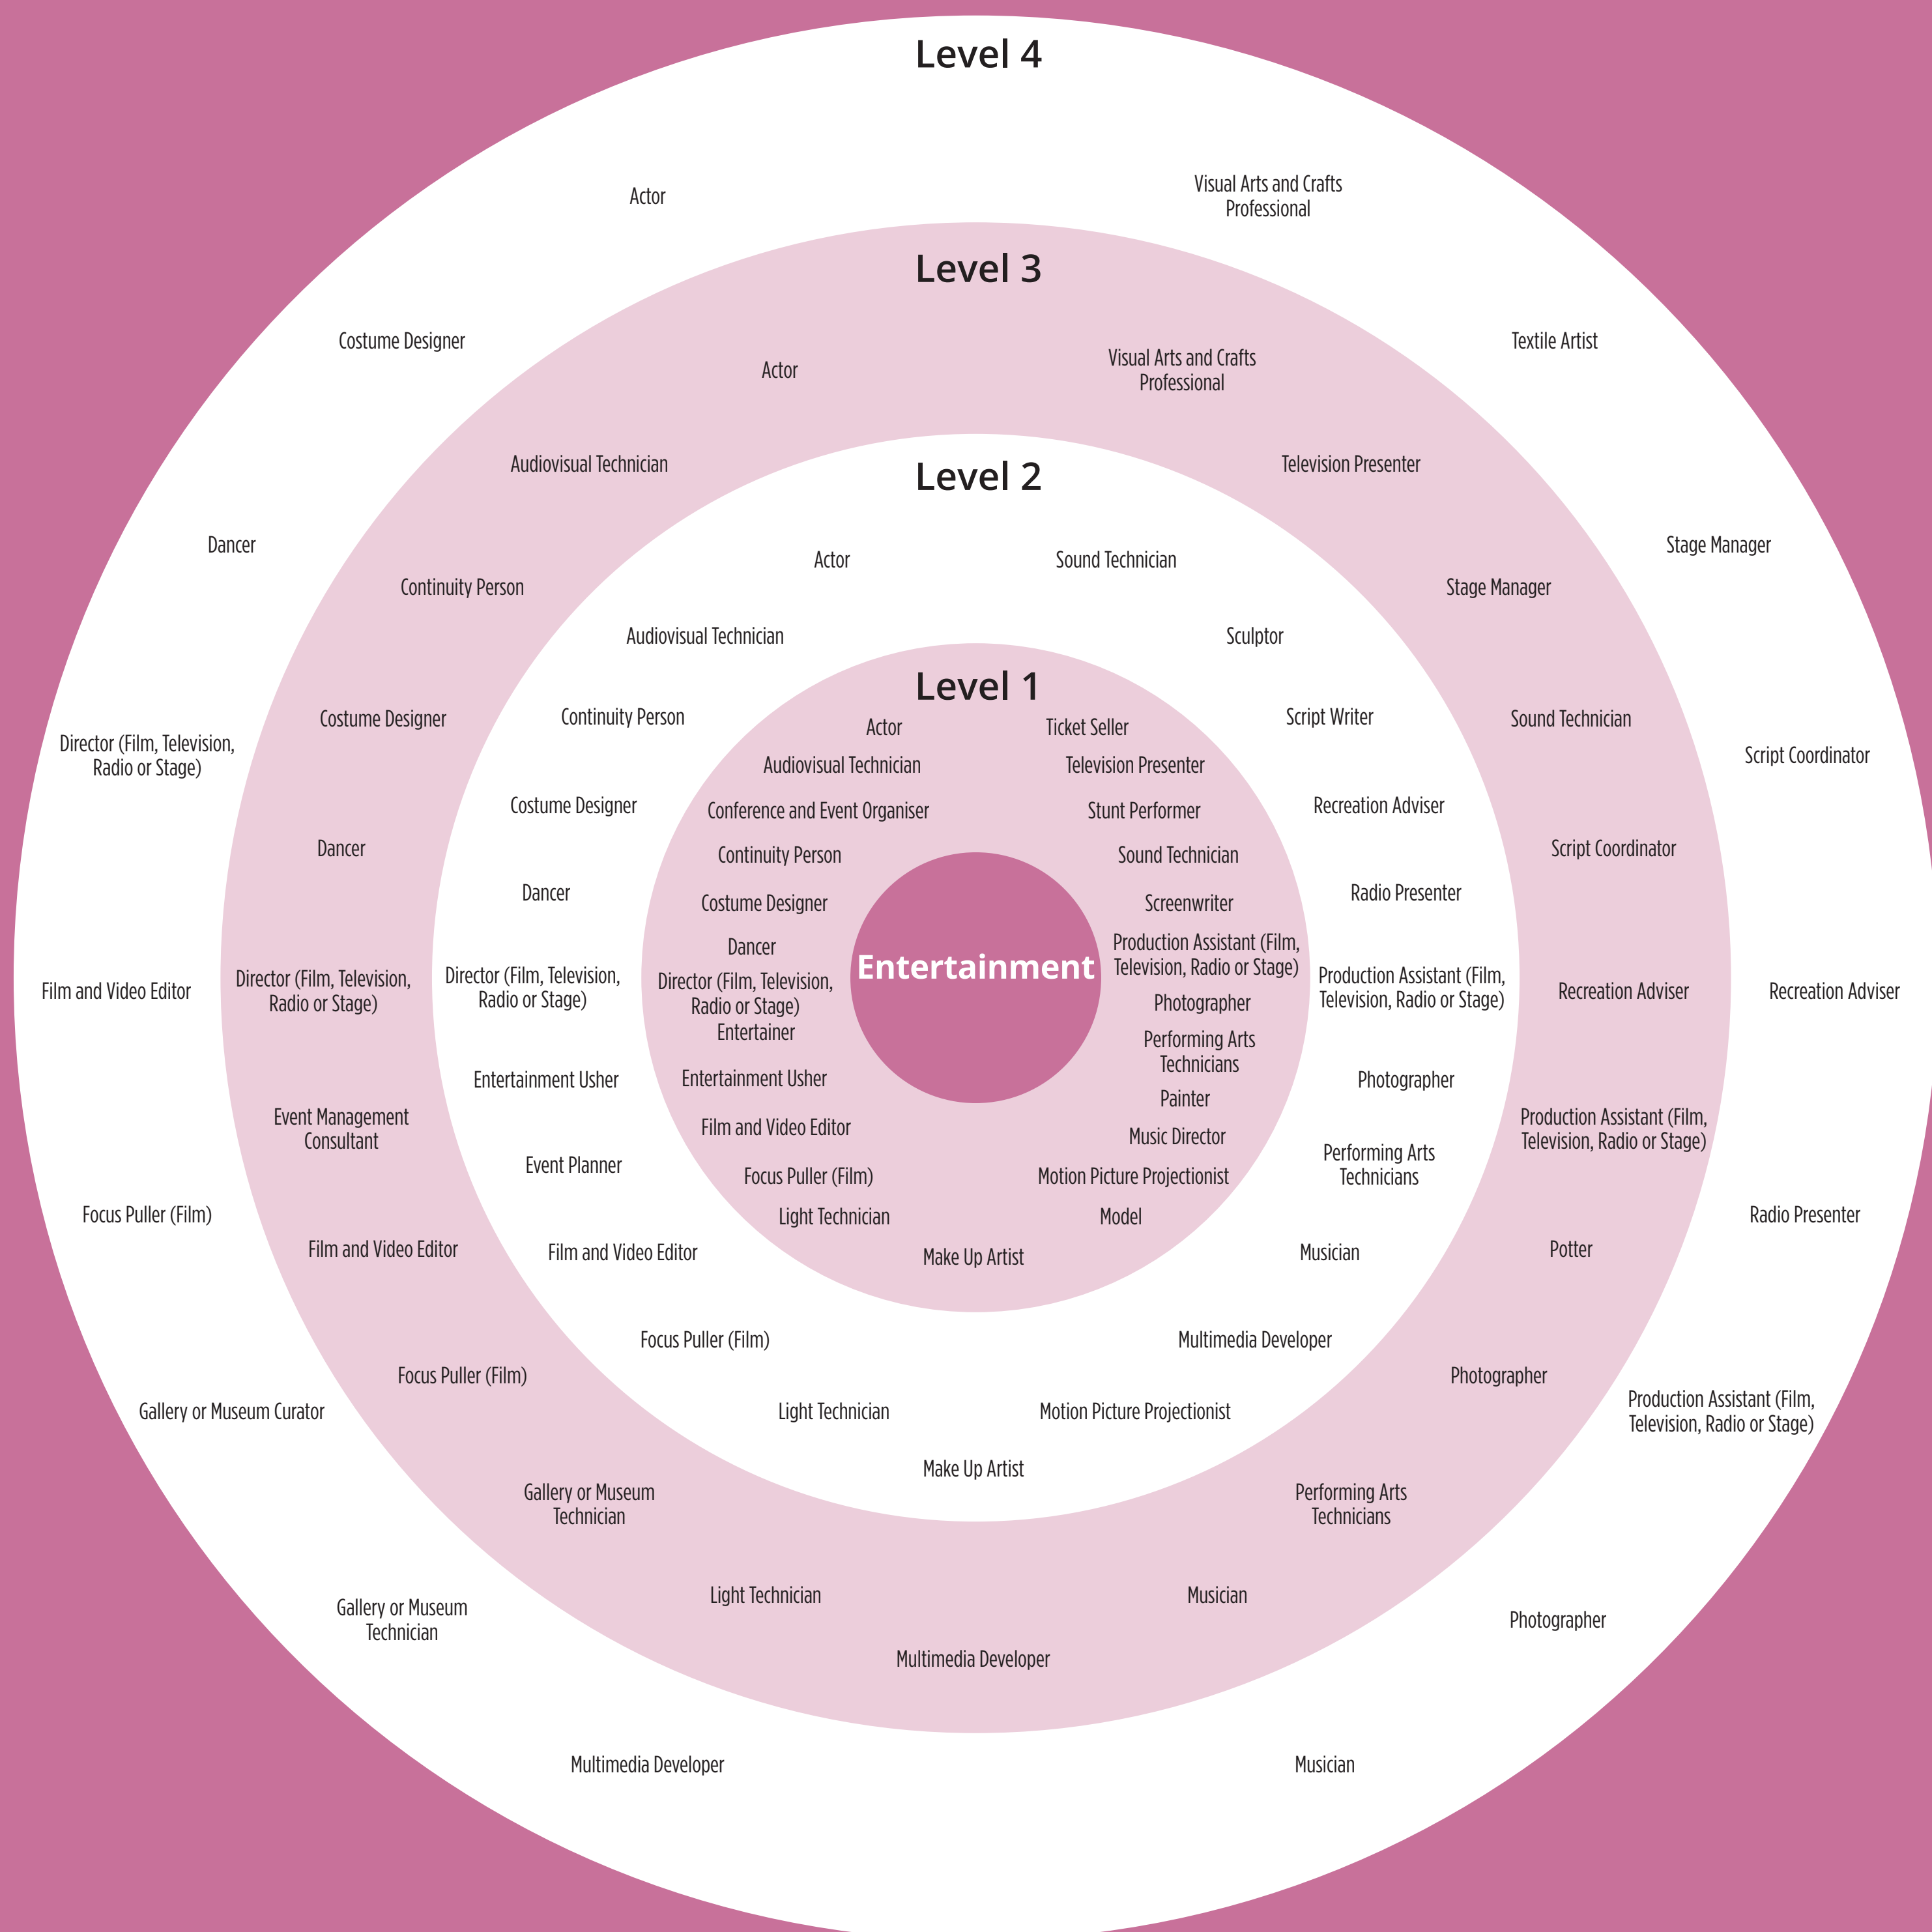 Level 4
Actor
Visual Arts and Crafts
Professional
Costume Designer
Textile Artist
Dancer
Stage Manager
Director (Film, Television,
Radio or Stage)
Script Coordinator
Film and Video Editor
Recreation Adviser
Focus Puller (Film)
Radio Presenter
Gallery or Museum Curator
Production Assistant (Film,
Television, Radio or Stage)
Gallery or Museum
Technician
Photographer
Multimedia Developer
Musician
Level 3
Actor
Visual Arts and Crafts
Professional
Audiovisual Technician
Television Presenter
Continuity Person
Stage Manager
Costume Designer
Sound Technician
Dancer
Script Coordinator
Director (Film, Television,
Radio or Stage)
Recreation Adviser
Event Management
Consultant
Production Assistant (Film,
Television, Radio or Stage)
Film and Video Editor
Potter
Focus Puller (Film)
Photographer
Gallery or Museum
Technician
Performing Arts
Technicians
Light Technician
Musician
Multimedia Developer
Level 2
Actor
Sound Technician
Audiovisual Technician
Sculptor
Continuity Person
Script Writer
Costume Designer
Recreation Adviser
Dancer
Radio Presenter
Director (Film, Television,
Radio or Stage)
Production Assistant (Film,
Television, Radio or Stage)
Entertainment Usher
Photographer
Event Planner
Performing Arts
Technicians
Film and Video Editor
Musician
Focus Puller (Film)
Multimedia Developer
Light Technician
Motion Picture Projectionist
Make Up Artist
Level 1
Actor
Ticket Seller
Audiovisual Technician
Television Presenter
Conference and Event Organiser
Stunt Performer
Continuity Person
Sound Technician
Costume Designer
Screenwriter
Dancer
Production Assistant (Film,
Television, Radio or Stage)
Director (Film, Television,
Radio or Stage)
Photographer
Entertainer
Performing Arts
Technicians
Entertainment Usher
Painter
Film and Video Editor
Music Director
Focus Puller (Film)
Motion Picture Projectionist
Light Technician
Model
Make Up Artist
Entertainment